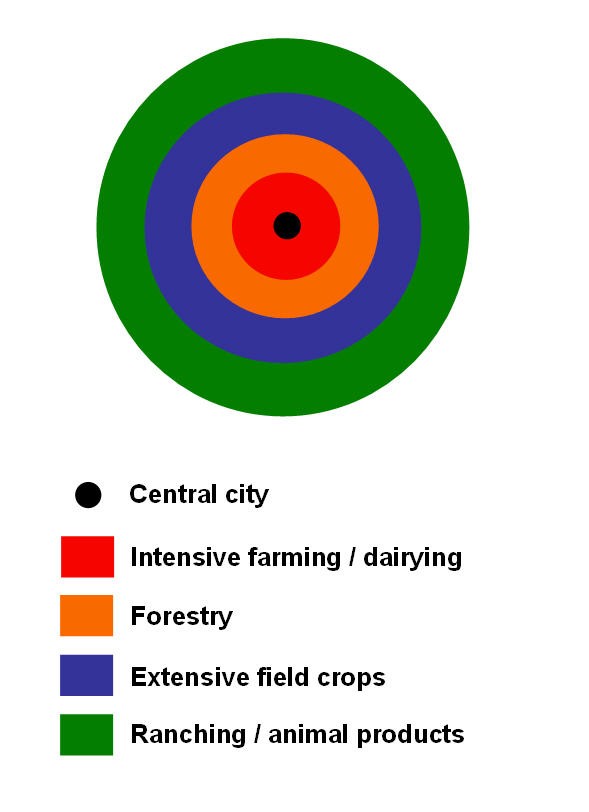 Central city
Intensive farming / dairying
Forestry
Extensive field crops
Ranching / animal products